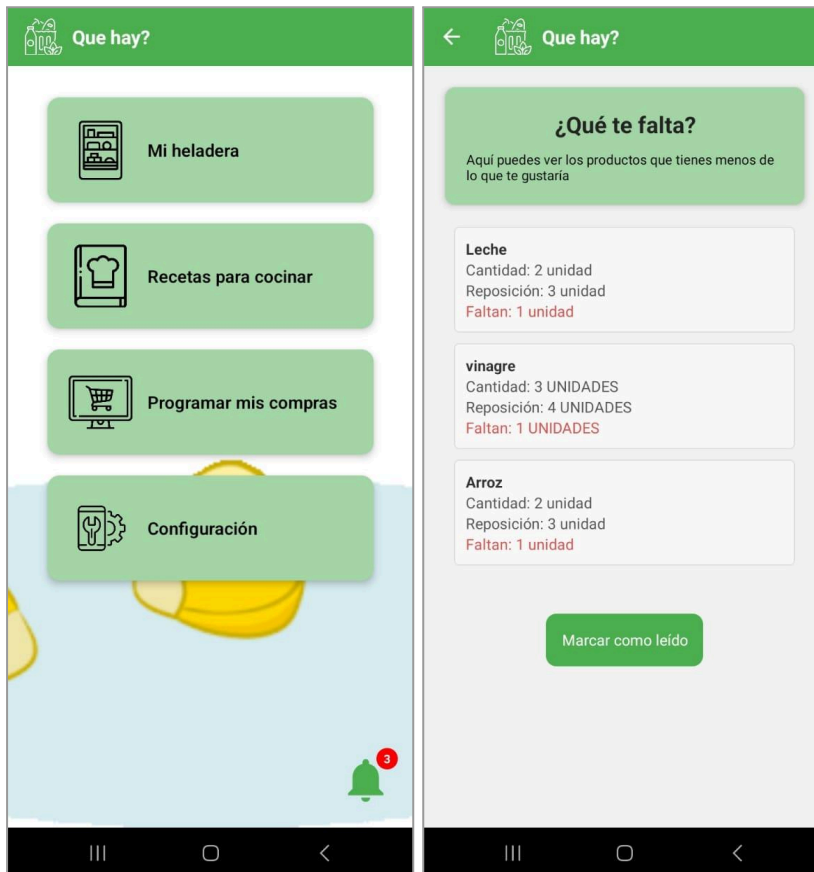 Que hay?
Mi heladera
Recetas para cocinar
Programar mis compras
Configuración
3
Que hay?
¿Qué te falta?
Aquí puedes ver los productos que tienes menos de
lo que te gustaría
Leche
Cantidad: 2 unidad
Reposición: 3 unidad
Faltan: 1 unidad
vinagre
Cantidad: 3 UNIDADES
Reposición: 4 UNIDADES
Faltan: 1 UNIDADES
Arroz
Cantidad: 2 unidad
Reposición: 3 unidad
Faltan: 1 unidad
Marcar como leído